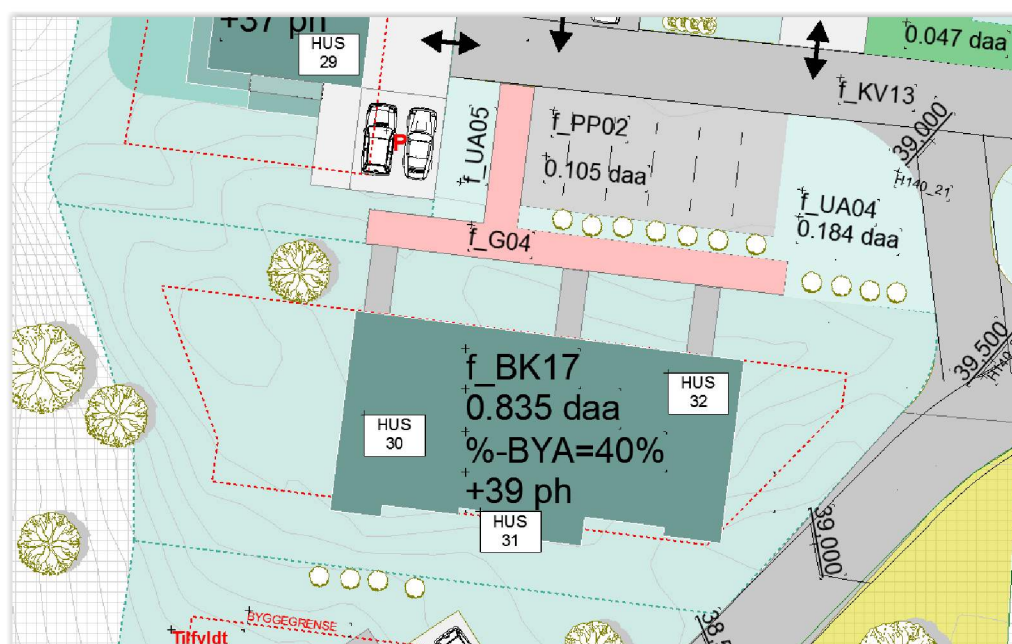 +37 ph
HUS
29
0.047 daa
f_KV13
39,000
f_UA05
f_PP02
0.105 daa
P
H140_21
f_UA04
0.184 daa
f_G04
39,500
f_BK17
0.835 daa
%-BYA=40%
+39 ph
HUS
32
HUS
30
HUS
31
39,000
BYGGEGRENSE